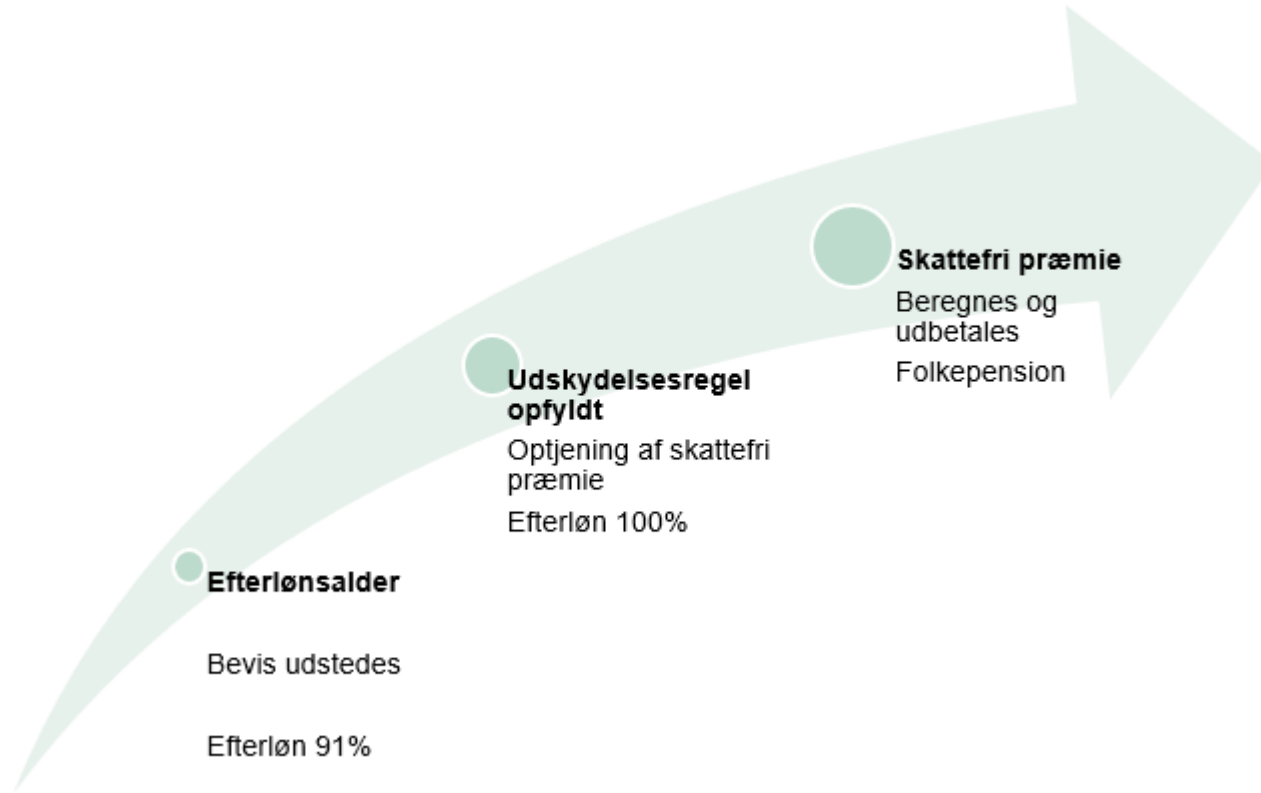 Skattefri præmie
Beregnes og
udbetales
Folkepension
Udskydelsesregel
opfyldt
Optjening af skattefri
præmie
Efterløn 100%
Efterlønsalder
Bevis udstedes
Efterløn 91%